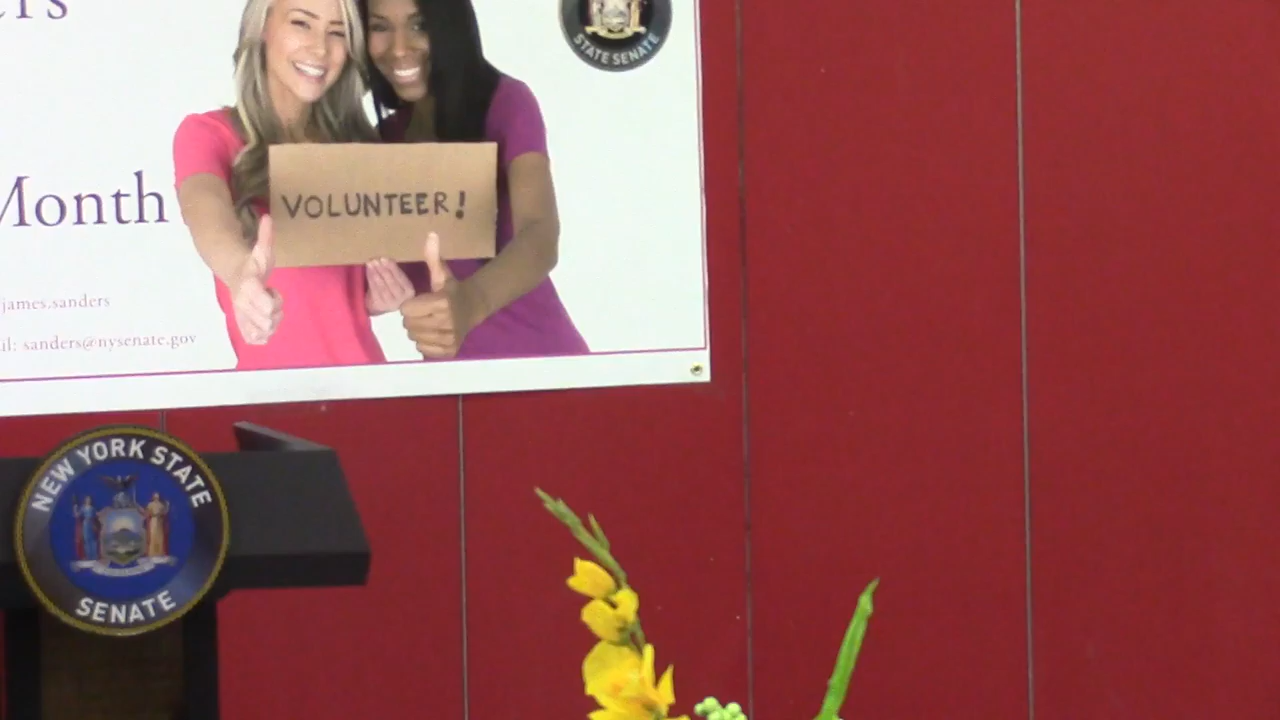 STATE SENATE
VOLUNTEER!
Month
james.sanders
sanders@nysenate.gov
NEW YORK STATE
SENATE